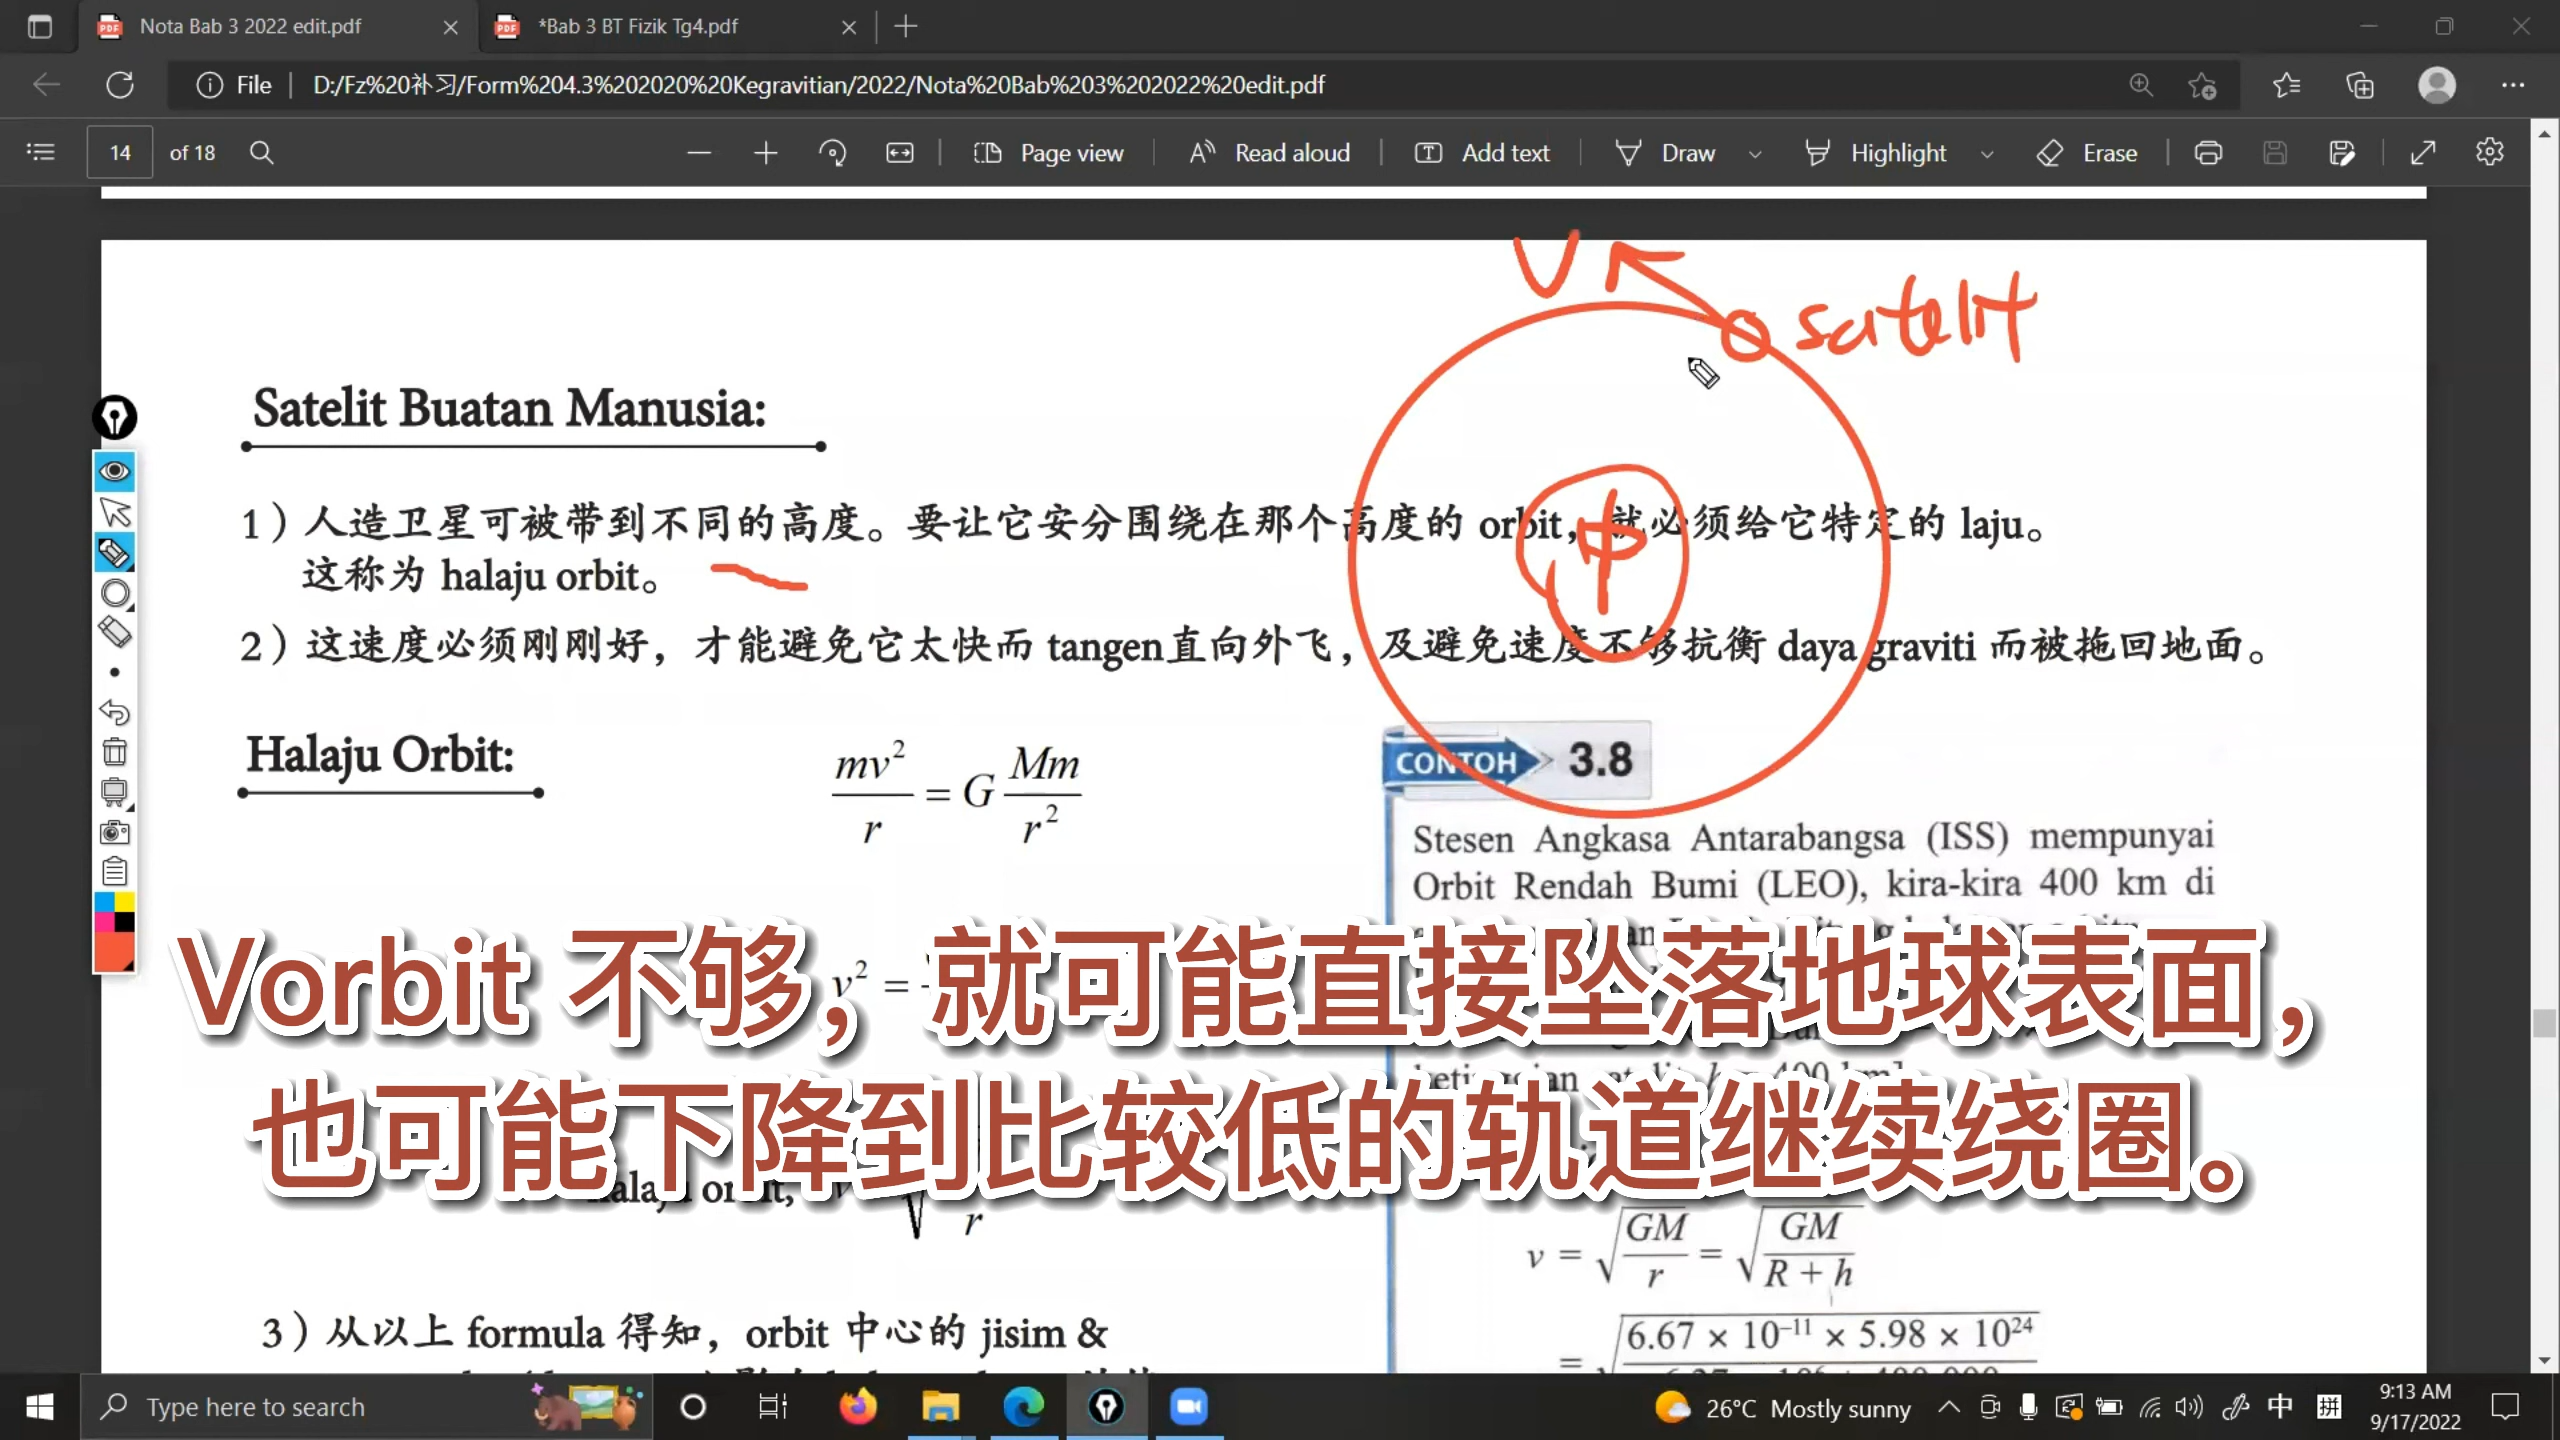 Nota Bab 3 2022 edit.pdf
*Bab 3 BT Fizik Tg4.pdf
File
D:/Fz%20补习/Form%204.3%202020%20Kegravitian/2022/Nota%20Bab%203%202022%20edit.pdf
14 of 18
Page view
Read aloud
Add text
Draw
Highlight
Erase
V
satelit
Satelit Buatan Manusia:
1）人造卫星可被带到不同的高度。要让它安分围绕在那个高度的 orbit，就必须给它特定的 laju。
这称为 halaju orbit。
中
2）这速度必须刚刚好，才能避免它太快而 tangen直向外飞，及避免速度不够抗衡 daya graviti 而被拖回地面。
Halaju Orbit:
mv²/r = G Mm/r²
CONTOH 3.8
Stesen Angkasa Antarabangsa (ISS) mempunyai
Orbit Rendah Bumi (LEO), kira-kira 400 km di
v² =
Vorbit 不够，就可能直接坠落地球表面，
也可能下降到比较低的轨道继续绕圈。
halaju orbit,
r
v = √GM/r = √GM/R + h
= √6.67 × 10⁻¹¹ × 5.98 × 10²⁴
3）从以上 formula 得知，orbit 中心的 jisim &
Type here to search
26°C Mostly sunny
中
拼
9:13 AM
9/17/2022